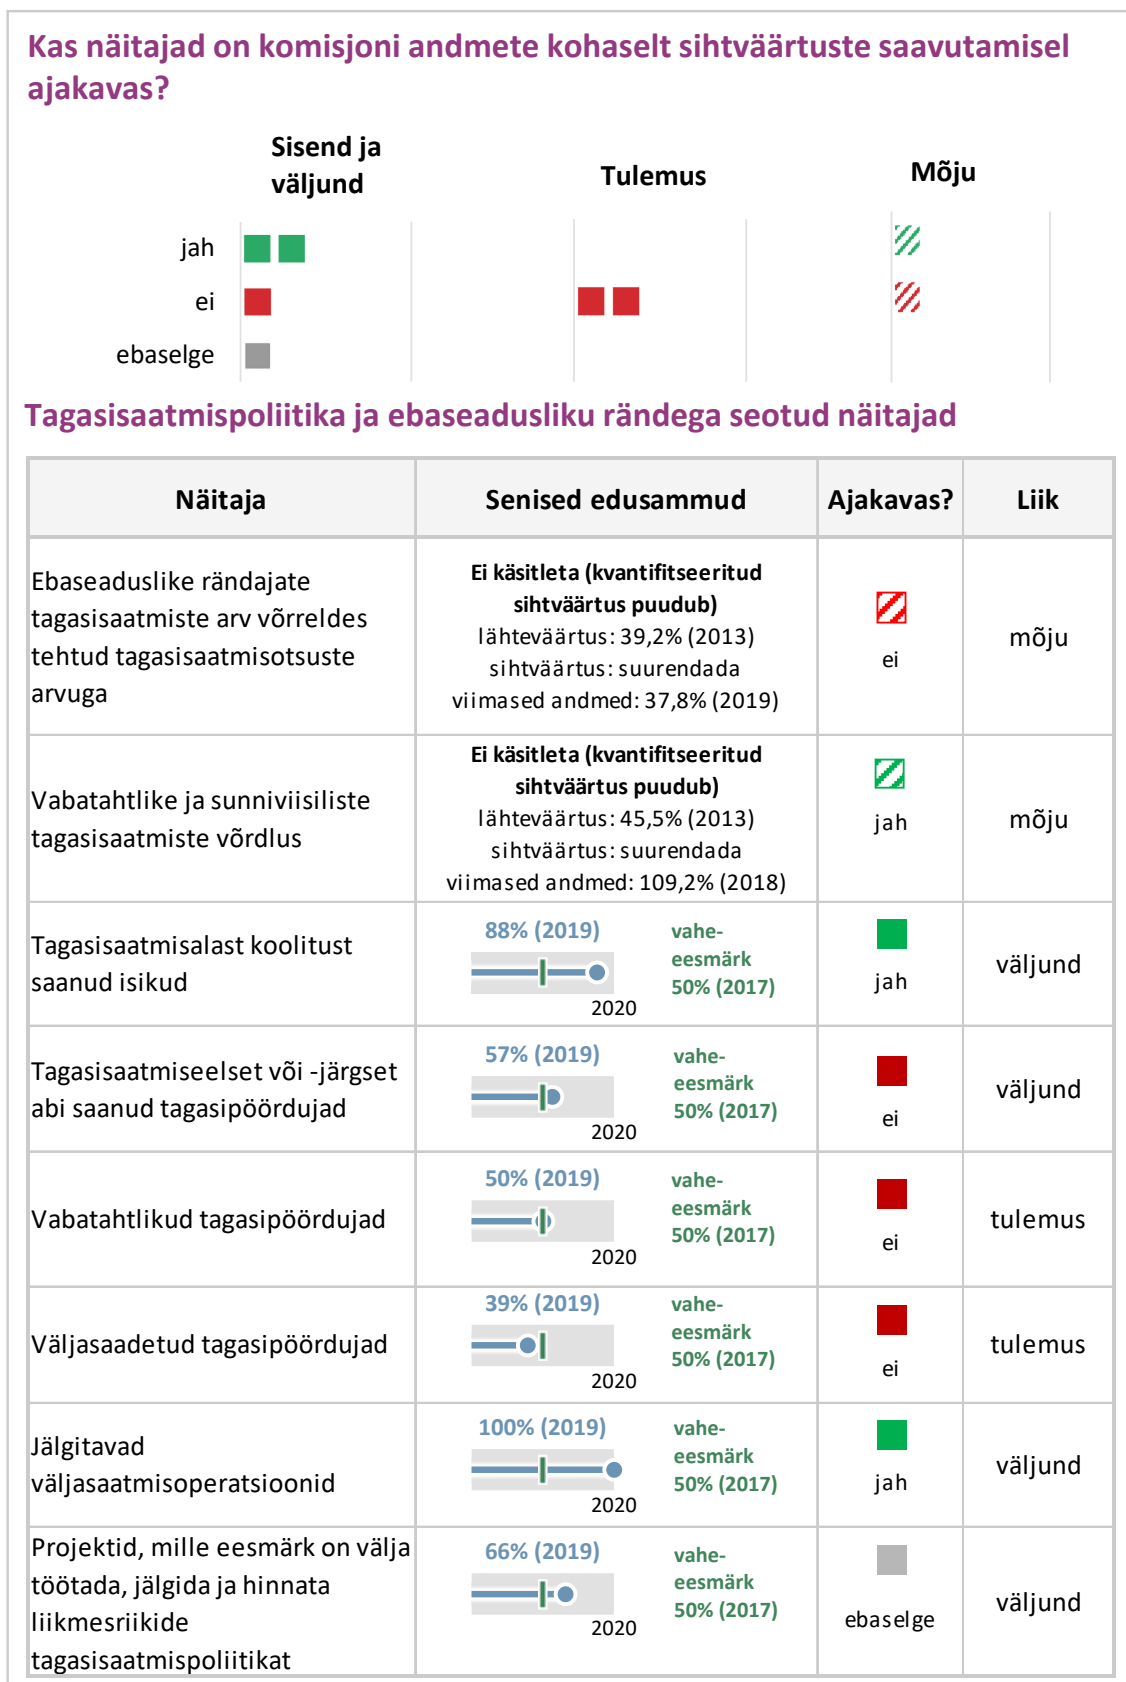 Kas näitajad on komisjoni andmete kohaselt sihtväärtuste saavutamisel
ajakavas?
Sisend ja
väljund
Tulemus
Mõju
jah
ei
ebaselge
Tagasisaatmispoliitika ja ebaseadusliku rändega seotud näitajad
Näitaja
Senised edusammud
Ajakavas?
Liik
Ebaseaduslike rändajate
tagasisaatmiste arv võrreldes
tehtud tagasisaatmisotsuste
arvuga
Ei käsitleta (kvantifitseeritud
sihtväärtus puudub)
lähteväärtus: 39,2% (2013)
sihtväärtus: suurendada
viimased andmed: 37,8% (2019)
ei
mõju
Vabatahtlike ja sunniviisiliste
tagasisaatmiste võrdlus
Ei käsitleta (kvantifitseeritud
sihtväärtus puudub)
lähteväärtus: 45,5% (2013)
sihtväärtus: suurendada
viimased andmed: 109,2% (2018)
jah
mõju
Tagasisaatmisalast koolitust
saanud isikud
88% (2019)
2020
vahe-
eesmärk
50% (2017)
jah
väljund
Tagasisaatmiseelset või -järgset
abi saanud tagasipöördujad
57% (2019)
2020
vahe-
eesmärk
50% (2017)
ei
väljund
Vabatahtlikud tagasipöördujad
50% (2019)
2020
vahe-
eesmärk
50% (2017)
ei
tulemus
Väljasaadetud tagasipöördujad
39% (2019)
2020
vahe-
eesmärk
50% (2017)
ei
tulemus
Jälgitavad
väljasaatmisoperatsioonid
100% (2019)
2020
vahe-
eesmärk
50% (2017)
jah
väljund
Projektid, mille eesmärk on välja
töötada, jälgida ja hinnata
liikmesriikide
tagasisaatmispoliitikat
66% (2019)
2020
vahe-
eesmärk
50% (2017)
ebaselge
väljund